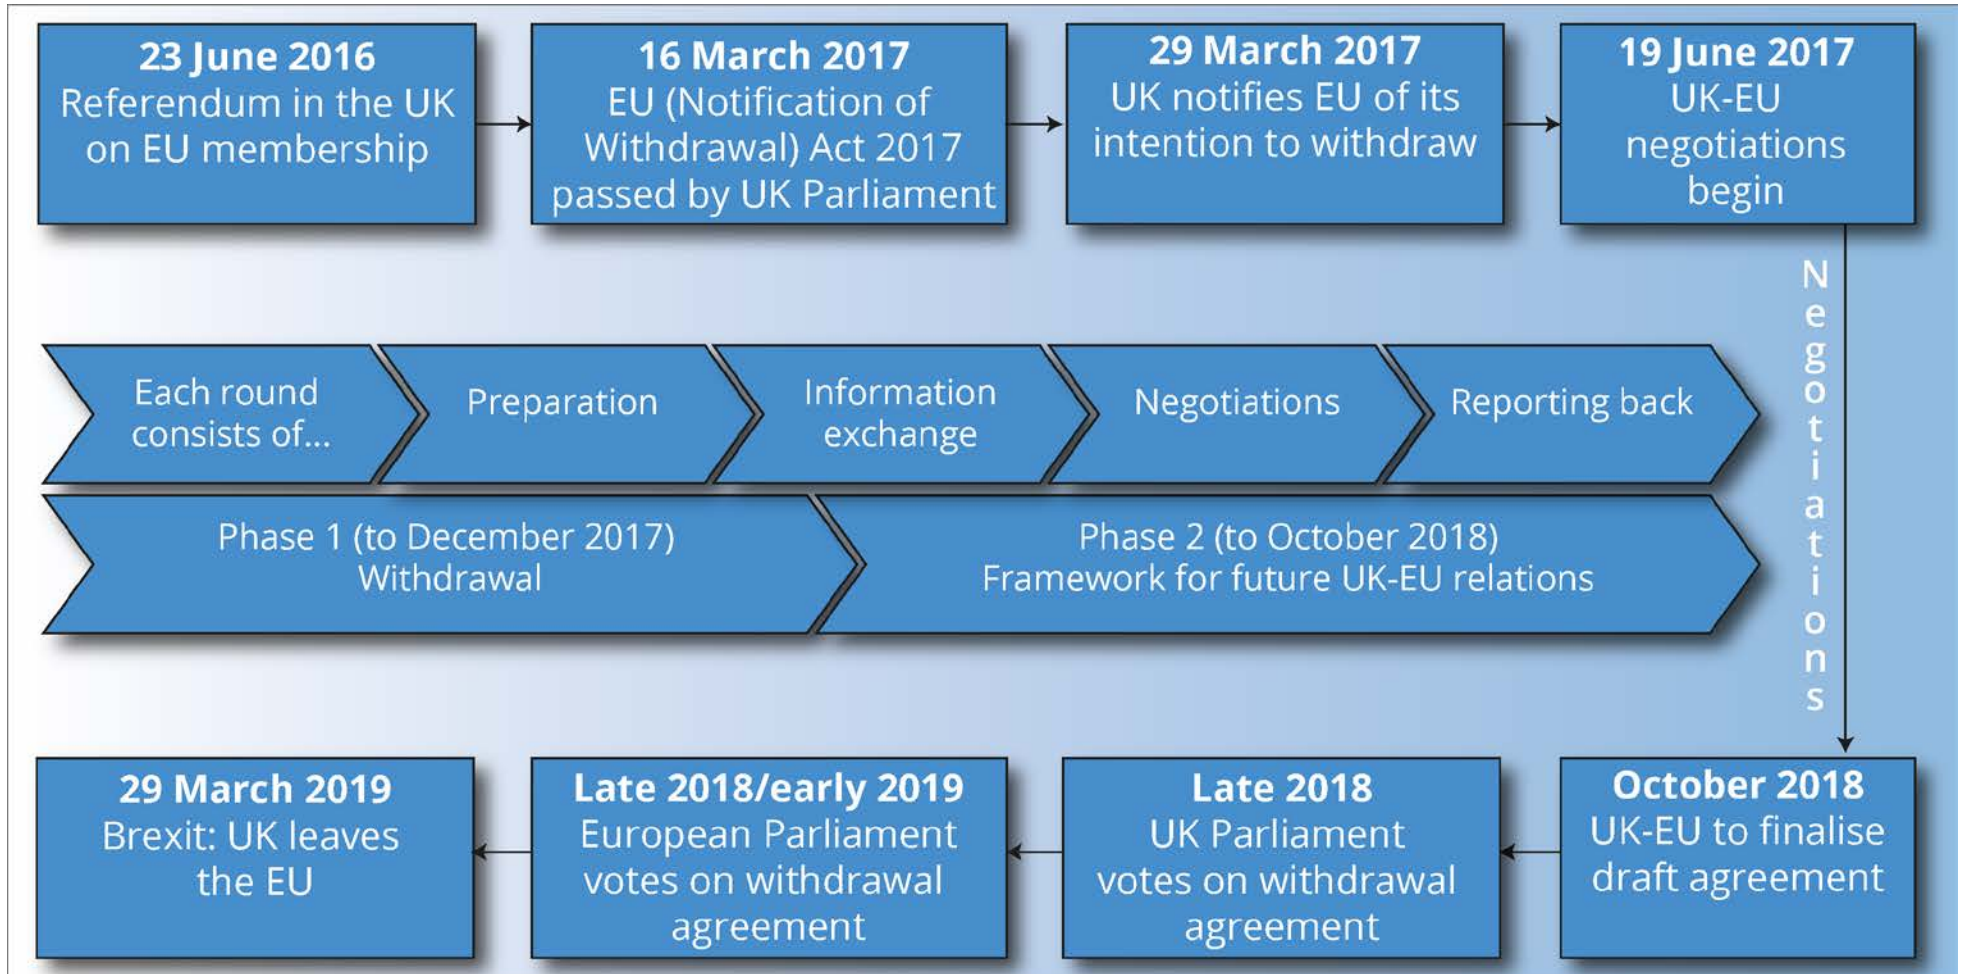 23 June 2016
Referendum in the UK
on EU membership
16 March 2017
EU (Notification of
Withdrawal) Act 2017
passed by UK Parliament
29 March 2017
UK notifies EU of its
intention to withdraw
19 June 2017
UK-EU
negotiations
begin
Negotiations
Each round
consists of...
Preparation
Information
exchange
Negotiations
Reporting back
Phase 1 (to December 2017)
Withdrawal
Phase 2 (to October 2018)
Framework for future UK-EU relations
29 March 2019
Brexit: UK leaves
the EU
Late 2018/early 2019
European Parliament
votes on withdrawal
agreement
Late 2018
UK Parliament
votes on withdrawal
agreement
October 2018
UK-EU to finalise
draft agreement